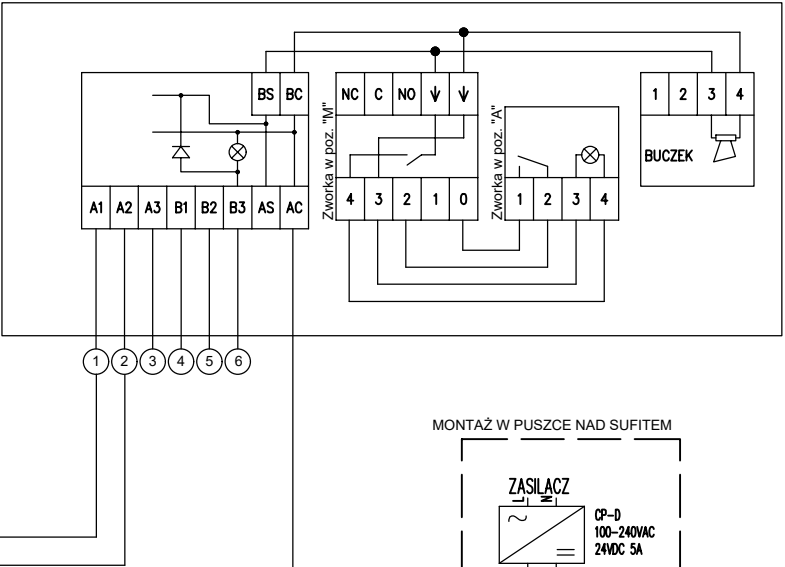 BS BC
A1 A2 A3 B1 B2 B3 AS AC
Zworka w poz. "M"
NC C NO
4 3 2 1 0
Zworka w poz. "A"
1 2 3 4
1 2 3 4
BUCZEK
1 2 3 4 5 6
MONTAŻ W PUSZCE NAD SUFITEM
ZASILACZ
L N
CP-D
100-240VAC
24VDC 5A